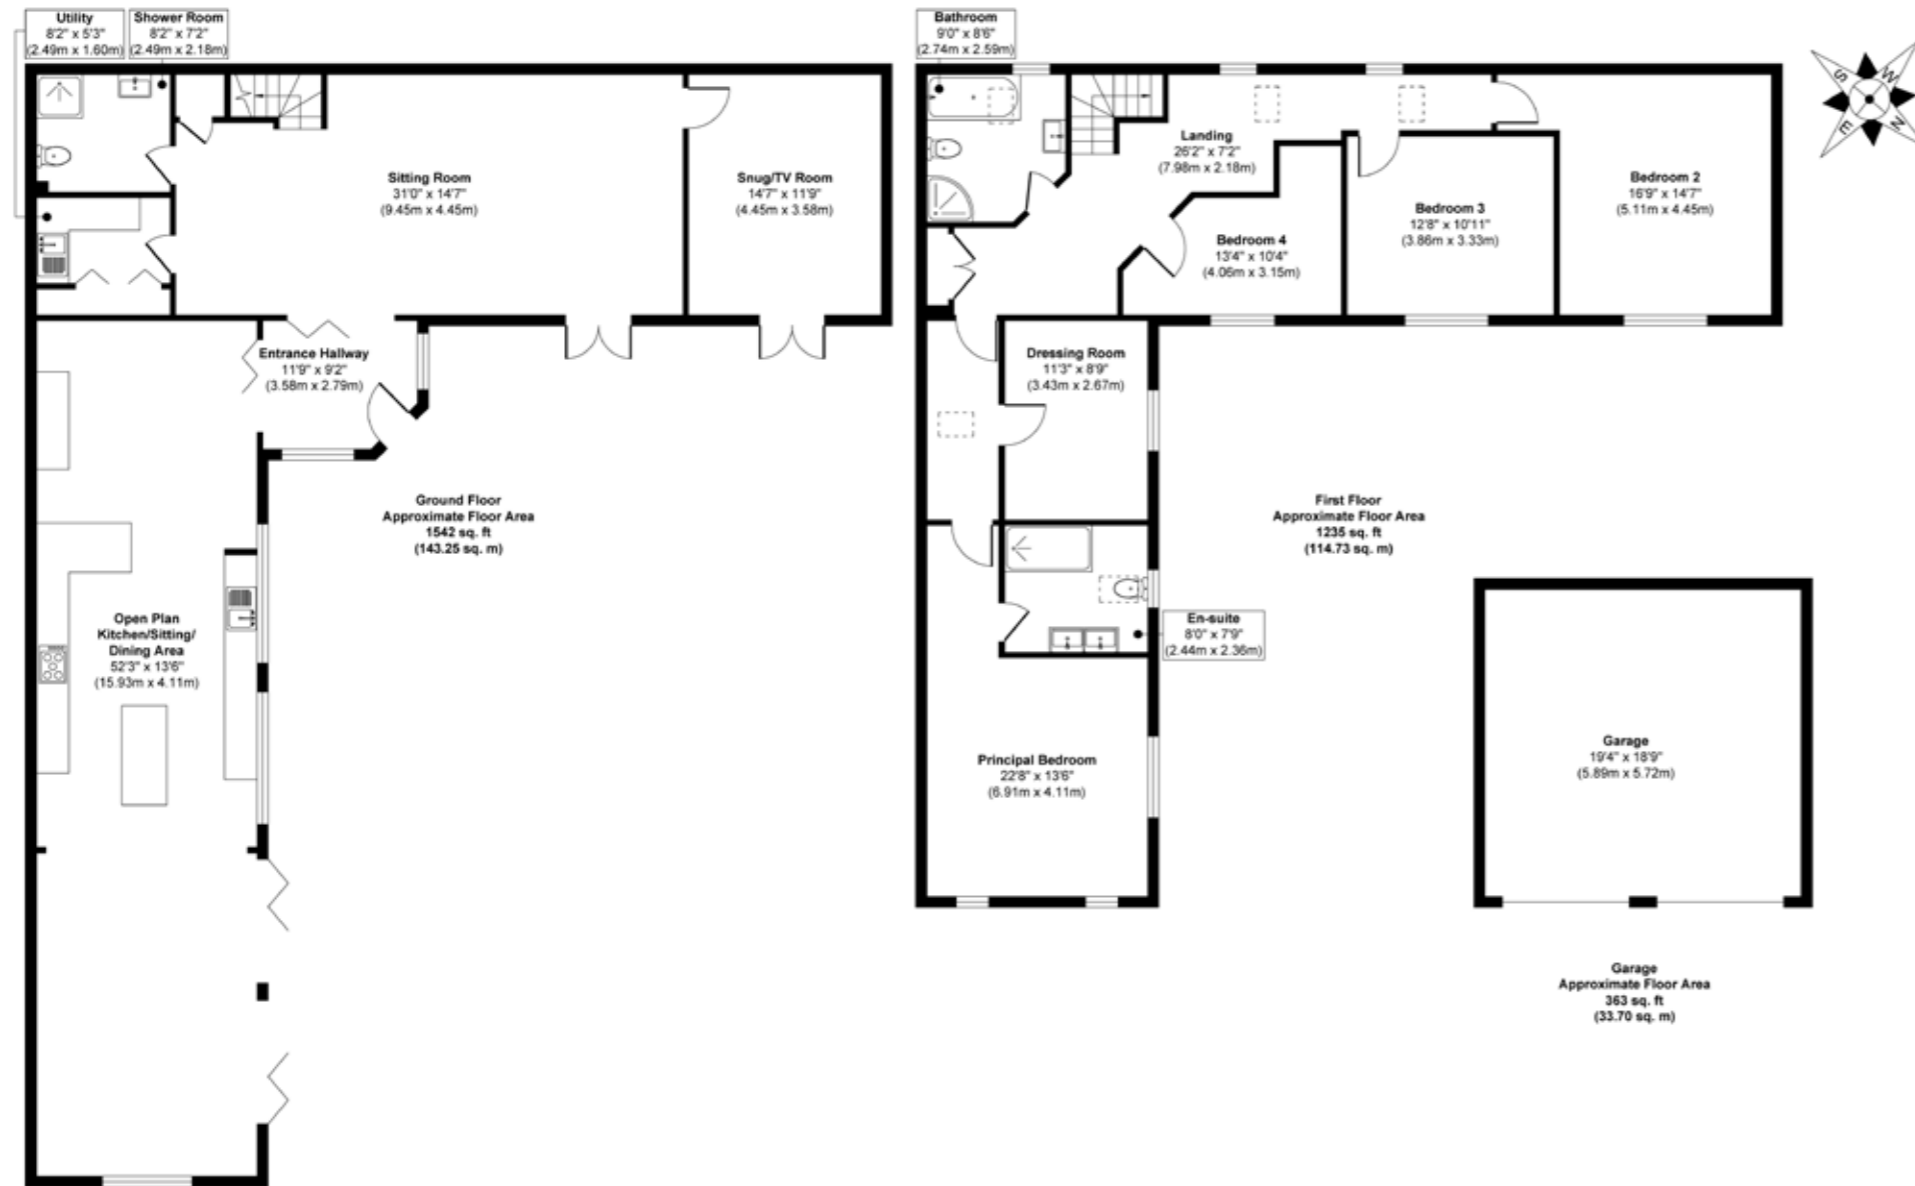 Utility
8'2" x 5'3"
(2.49m x 1.60m)
Shower Room
8'2" x 7'2"
(2.49m x 2.18m)
Sitting Room
31'0" x 14'7"
(9.45m x 4.45m)
Snug/TV Room
14'7" x 11'9"
(4.45m x 3.58m)
Entrance Hallway
11'9" x 9'2"
(3.58m x 2.79m)
Ground Floor
Approximate Floor Area
1542 sq. ft
(143.25 sq. m)
Open Plan
Kitchen/Sitting/
Dining Area
52'3" x 13'6"
(15.93m x 4.11m)
Bathroom
9'0" x 8'6"
(2.74m x 2.59m)
Landing
26'2" x 7'2"
(7.98m x 2.18m)
Bedroom 2
16'9" x 14'7"
(5.11m x 4.45m)
Bedroom 3
12'8" x 10'11"
(3.86m x 3.33m)
Bedroom 4
13'4" x 10'4"
(4.06m x 3.15m)
Dressing Room
11'3" x 8'9"
(3.43m x 2.67m)
First Floor
Approximate Floor Area
1235 sq. ft
(114.73 sq. m)
En-suite
8'0" x 7'9"
(2.44m x 2.36m)
Principal Bedroom
22'8" x 13'6"
(6.91m x 4.11m)
Garage
19'4" x 18'9"
(5.89m x 5.72m)
Garage
Approximate Floor Area
363 sq. ft
(33.70 sq. m)
S
W
E
N